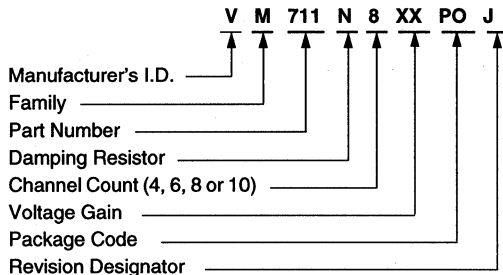 V M 711 N 8 XX PO J
Manufacturer's I.D.
Family
Part Number
Damping Resistor
Channel Count (4, 6, 8 or 10)
Voltage Gain
Package Code
Revision Designator